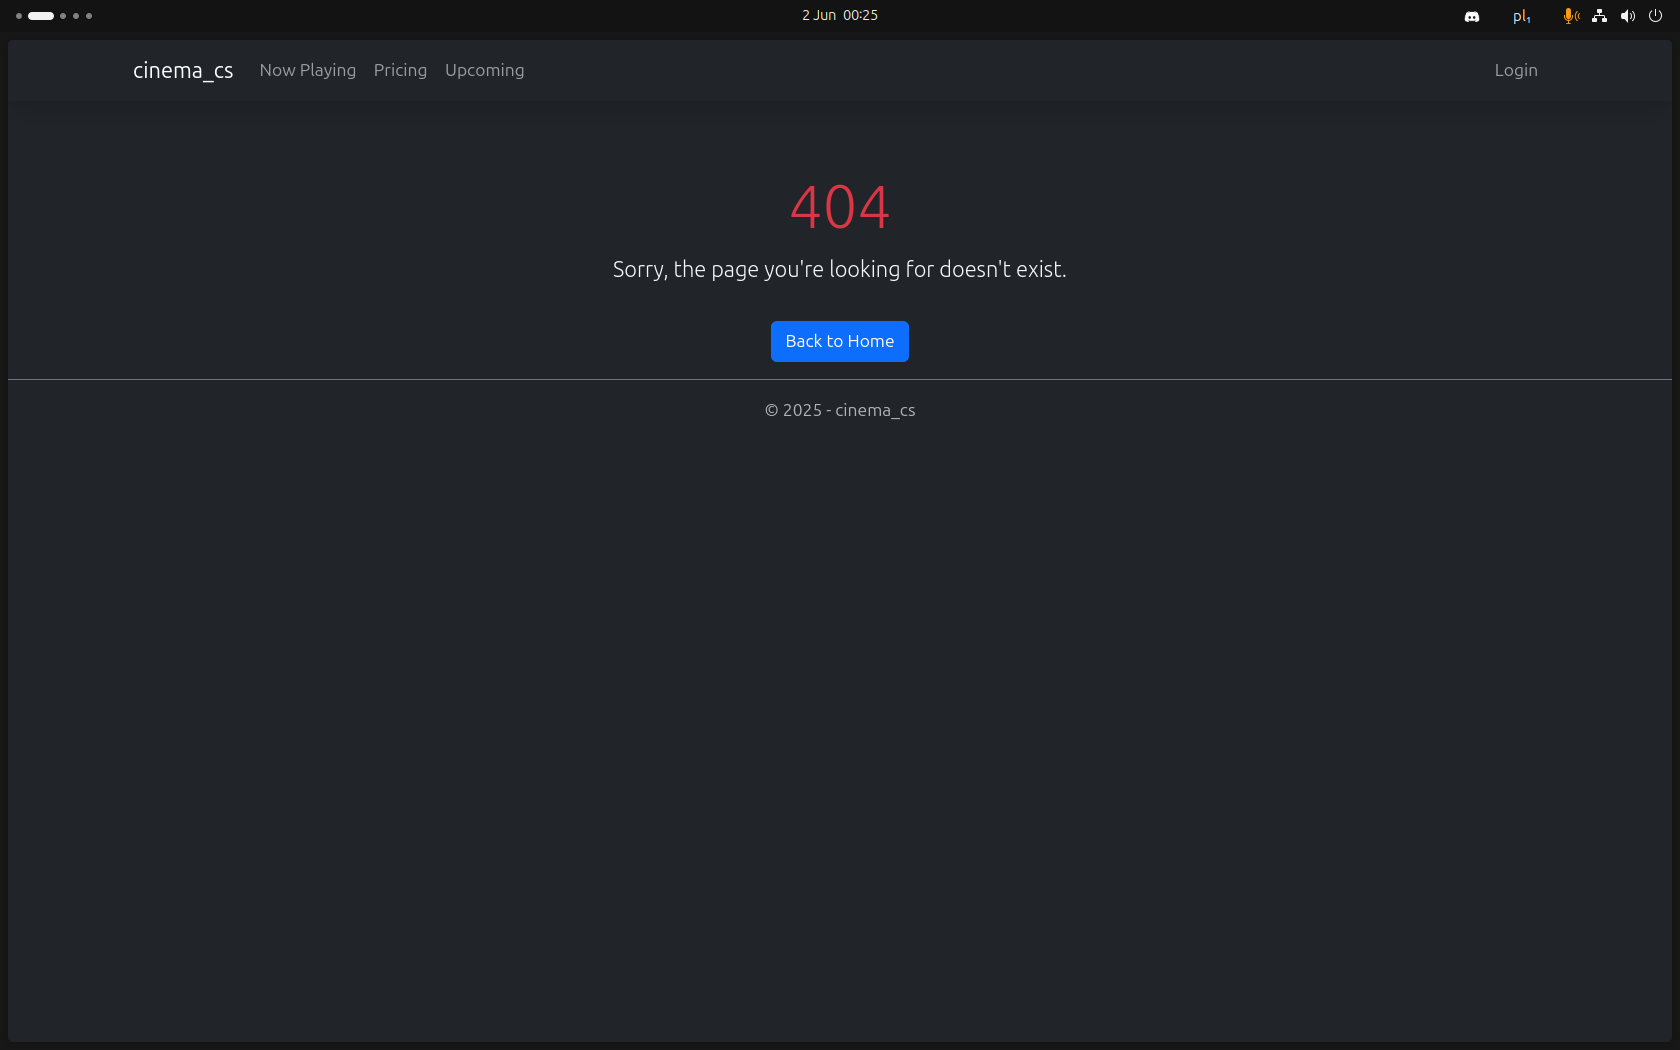 2 Jun 00:25
pl₁
cinema_cs Now Playing Pricing Upcoming Login
404
Sorry, the page you're looking for doesn't exist.
Back to Home
© 2025 - cinema_cs